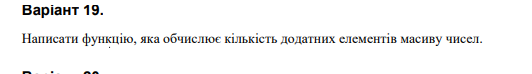 Варіант 19.
Написати функцію, яка обчислює кількість додатних елементів масиву чисел.